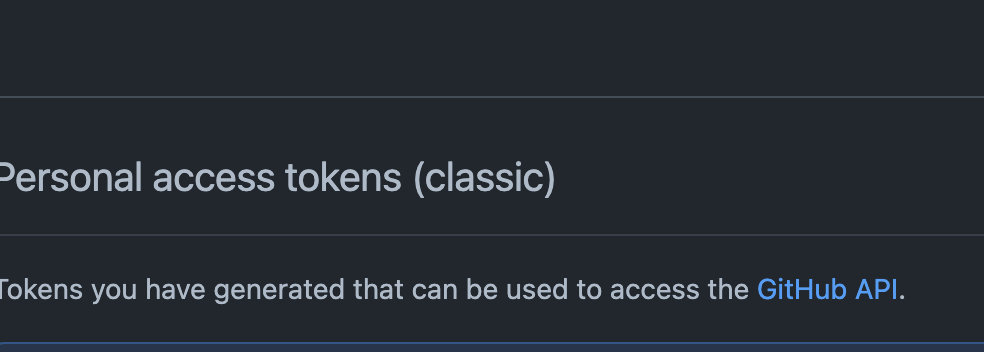 Personal access tokens (classic)
Tokens you have generated that can be used to access the GitHub API.